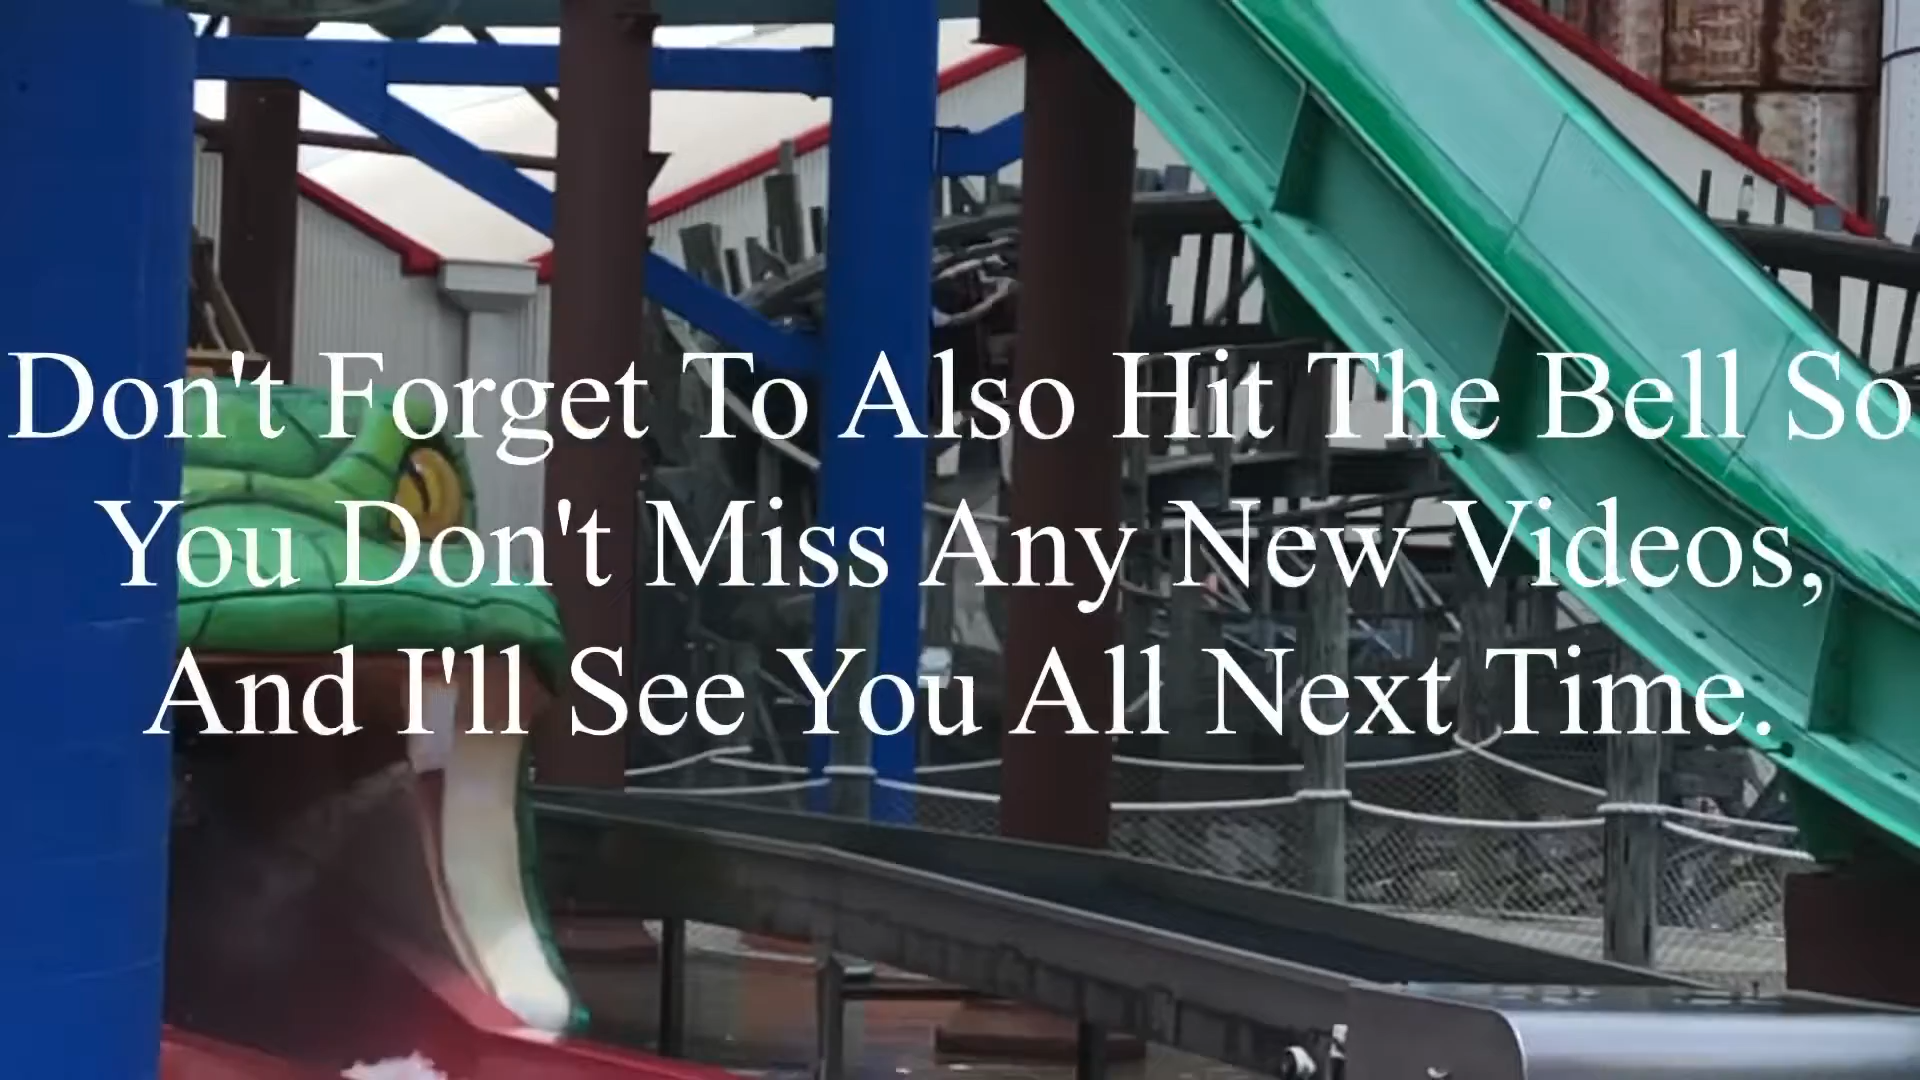 Don't Forget To Also Hit The Bell So
You Don't Miss Any New Videos,
And I'll See You All Next Time.